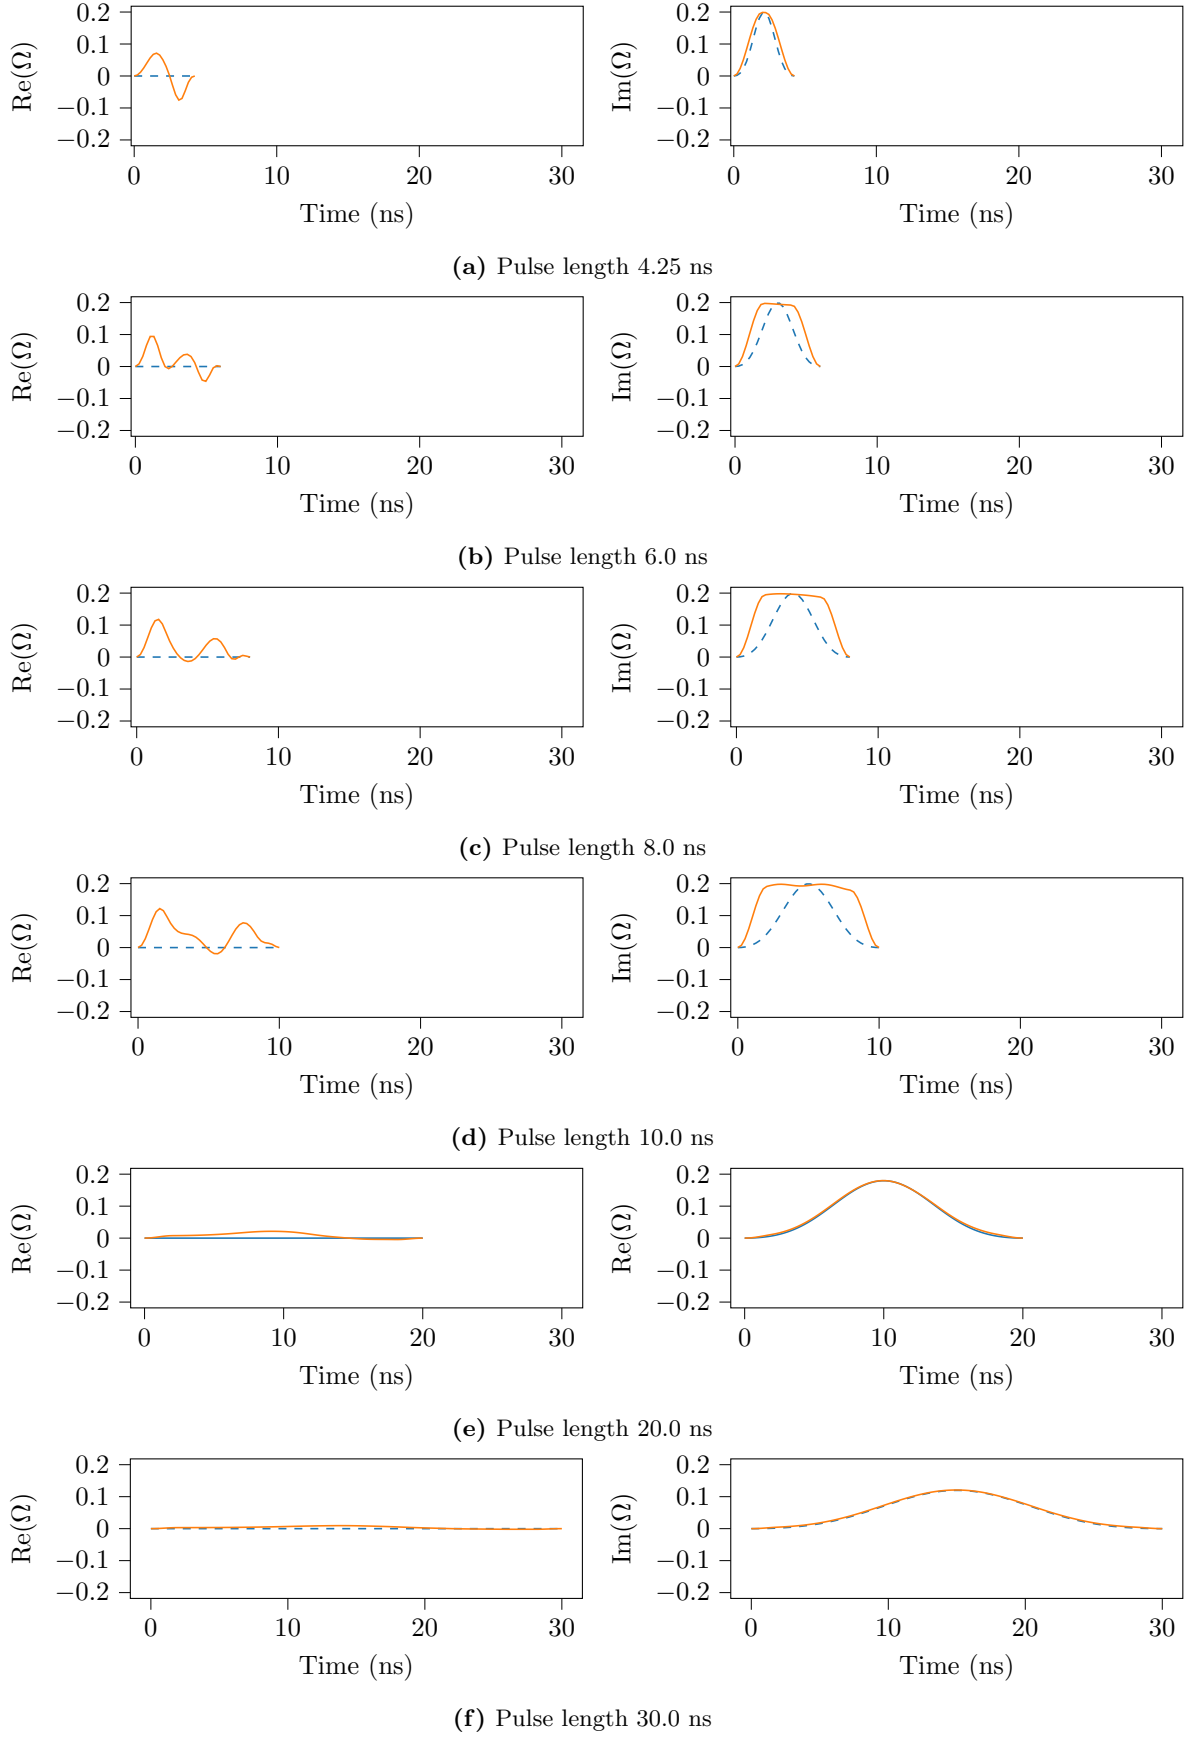 0.2 0.2
0.1 0.1
0 0
−0.1 −0.1
−0.2 −0.2
Re(Ω) Im(Ω)
0 10 20 30 0 10 20 30
Time (ns) Time (ns)
(a) Pulse length 4.25 ns
0.2 0.2
0.1 0.1
0 0
−0.1 −0.1
−0.2 −0.2
Re(Ω) Im(Ω)
0 10 20 30 0 10 20 30
Time (ns) Time (ns)
(b) Pulse length 6.0 ns
0.2 0.2
0.1 0.1
0 0
−0.1 −0.1
−0.2 −0.2
Re(Ω) Im(Ω)
0 10 20 30 0 10 20 30
Time (ns) Time (ns)
(c) Pulse length 8.0 ns
0.2 0.2
0.1 0.1
0 0
−0.1 −0.1
−0.2 −0.2
Re(Ω) Im(Ω)
0 10 20 30 0 10 20 30
Time (ns) Time (ns)
(d) Pulse length 10.0 ns
0.2 0.2
0.1 0.1
0 0
−0.1 −0.1
−0.2 −0.2
Re(Ω) Re(Ω)
0 10 20 30 0 10 20 30
Time (ns) Time (ns)
(e) Pulse length 20.0 ns
0.2 0.2
0.1 0.1
0 0
−0.1 −0.1
−0.2 −0.2
Re(Ω) Im(Ω)
0 10 20 30 0 10 20 30
Time (ns) Time (ns)
(f) Pulse length 30.0 ns